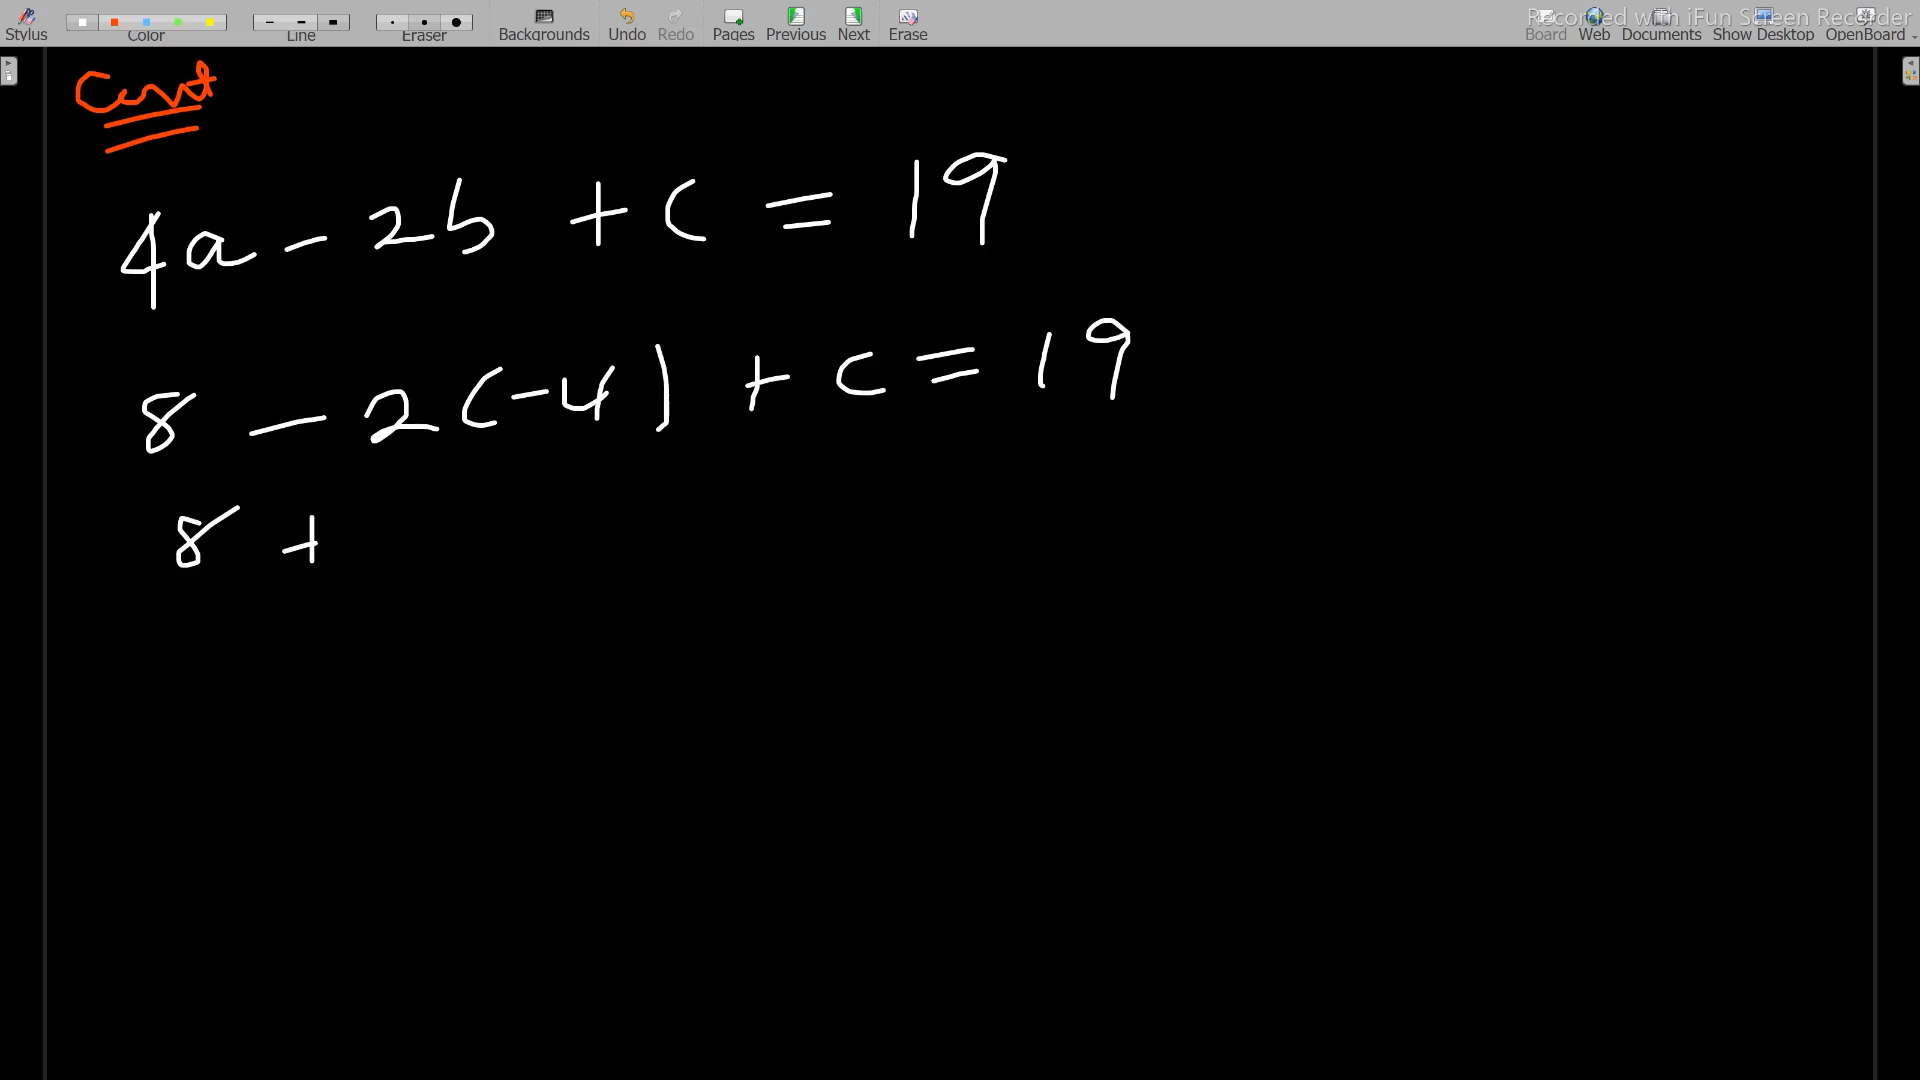 Stylus Color Line Eraser Backgrounds Undo Redo Pages Previous Next Erase Board Web Documents Show Desktop OpenBoard
Recorded with iFun Screen Recorder
Cont
4a - 2b + c = 19
8 - 2(-4) + c = 19
8 +